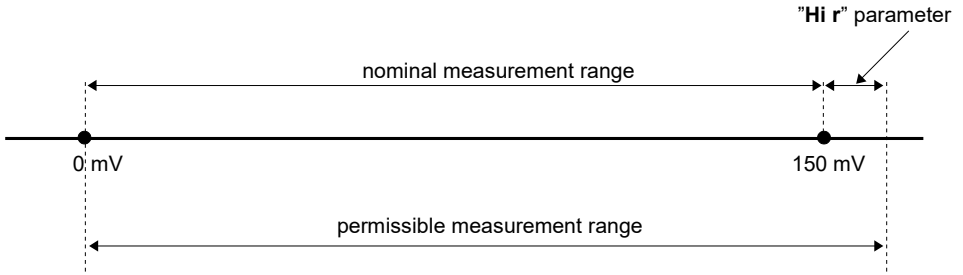 ”Hi r” parameter
nominal measurement range
0 mV
150 mV
permissible measurement range